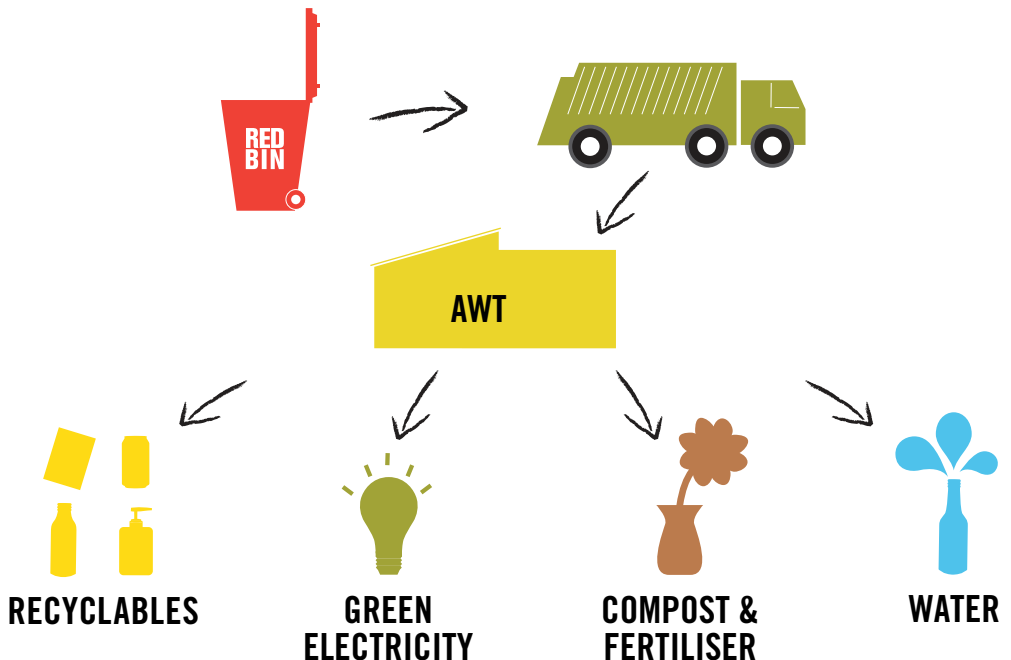 RED
BIN
AWT
RECYCLABLES
GREEN
ELECTRICITY
COMPOST &
FERTILISER
WATER